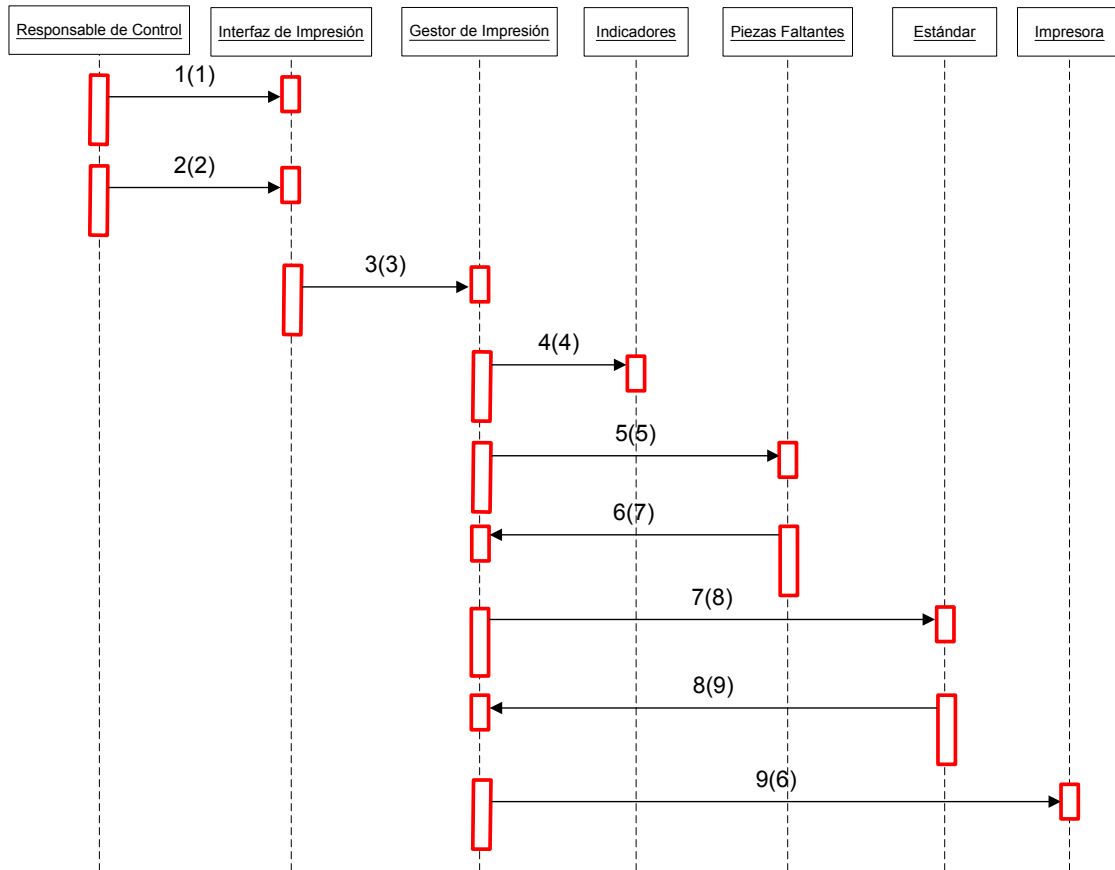 Responsable de Control
Interfaz de Impresión
Gestor de Impresión
Indicadores
Piezas Faltantes
Estándar
Impresora
1(1)
2(2)
3(3)
4(4)
5(5)
6(7)
7(8)
8(9)
9(6)